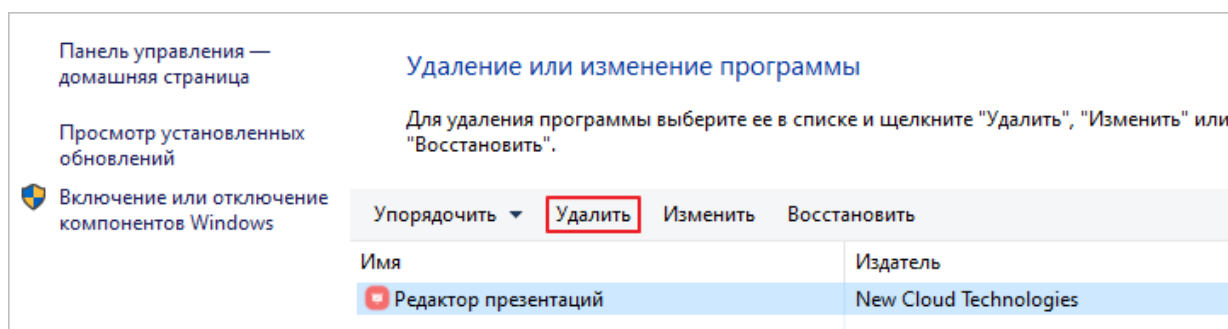 Панель управления —
домашняя страница
Просмотр установленных
обновлений
Включение или отключение
компонентов Windows
Удаление или изменение программы
Для удаления программы выберите ее в списке и щелкните "Удалить", "Изменить" или
"Восстановить".
Упорядочить Удалить Изменить Восстановить
Имя Издатель
Редактор презентаций New Cloud Technologies